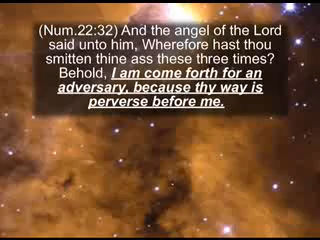 (Num.22:32) And the angel of the Lord
said unto him, Wherefore hast thou
smitten thine ass these three times?
Behold, I am come forth for an
adversary, because thy way is
perverse before me.